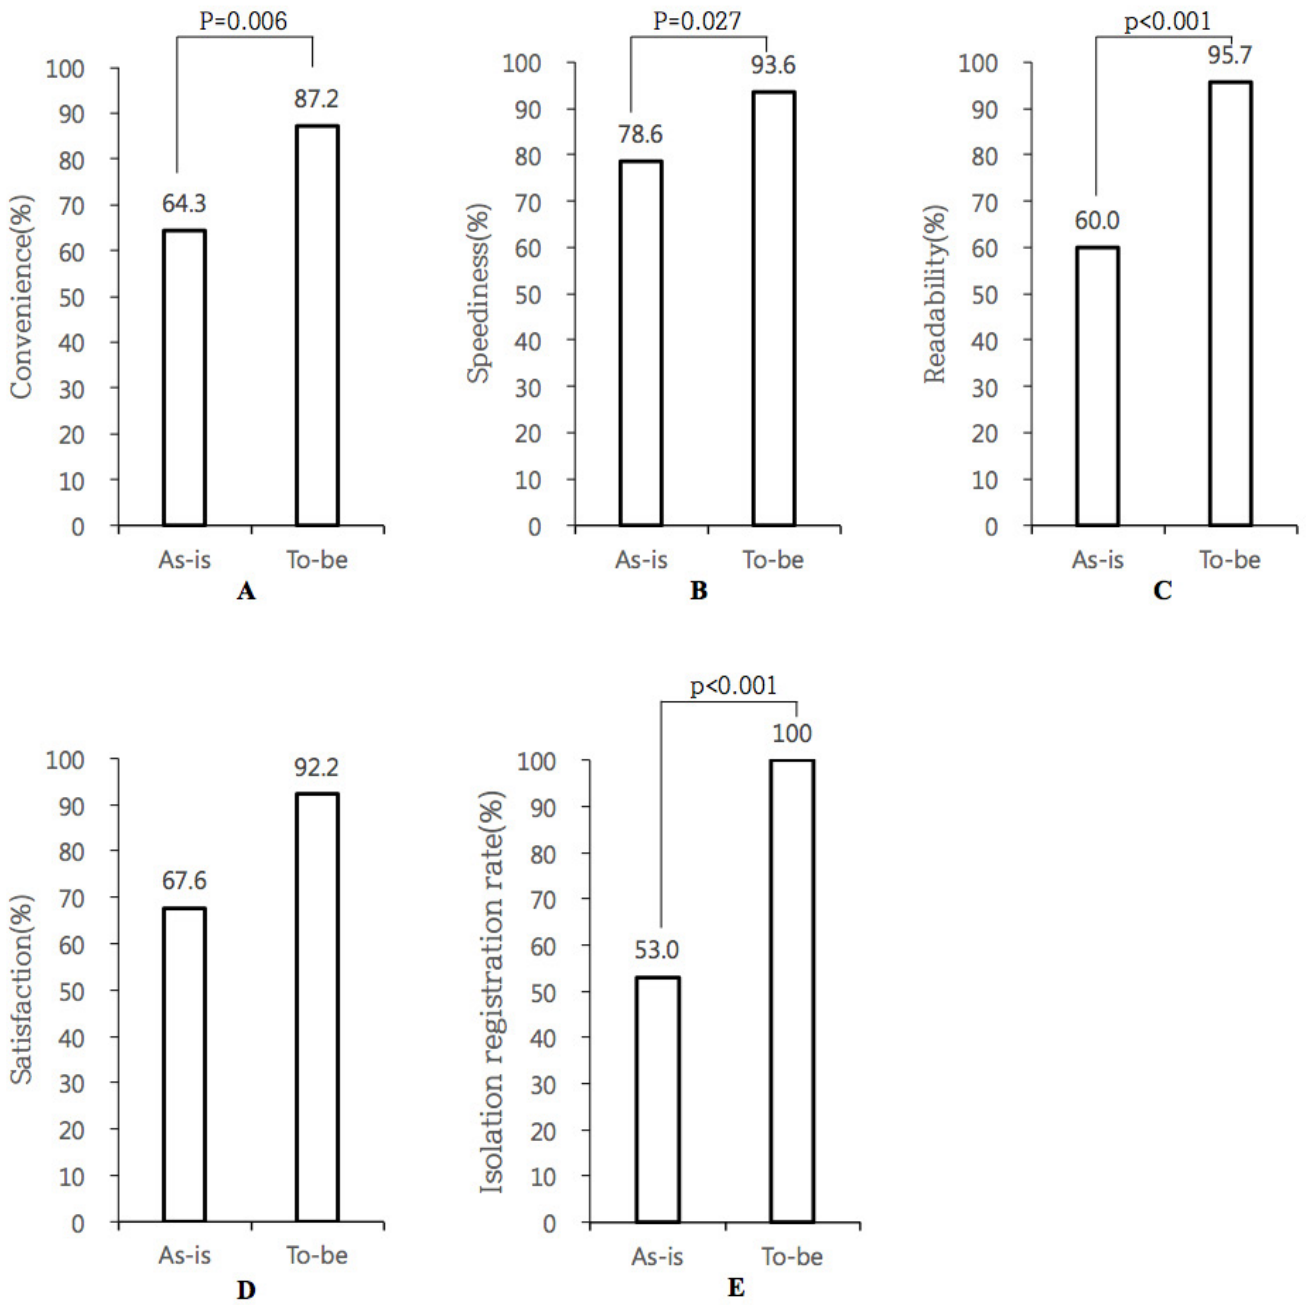 P=0.006
100
90
80
70
60
50
40
30
20
10
0
Convenience(%)
64.3
87.2
As-is
To-be
A
P=0.027
100
90
80
70
60
50
40
30
20
10
0
Speediness(%)
78.6
93.6
As-is
To-be
B
p<0.001
100
90
80
70
60
50
40
30
20
10
0
Readability(%)
60.0
95.7
As-is
To-be
C
100
90
80
70
60
50
40
30
20
10
0
Satisfaction(%)
67.6
92.2
As-is
To-be
D
p<0.001
100
90
80
70
60
50
40
30
20
10
0
Isolation registration rate(%)
53.0
100
As-is
To-be
E